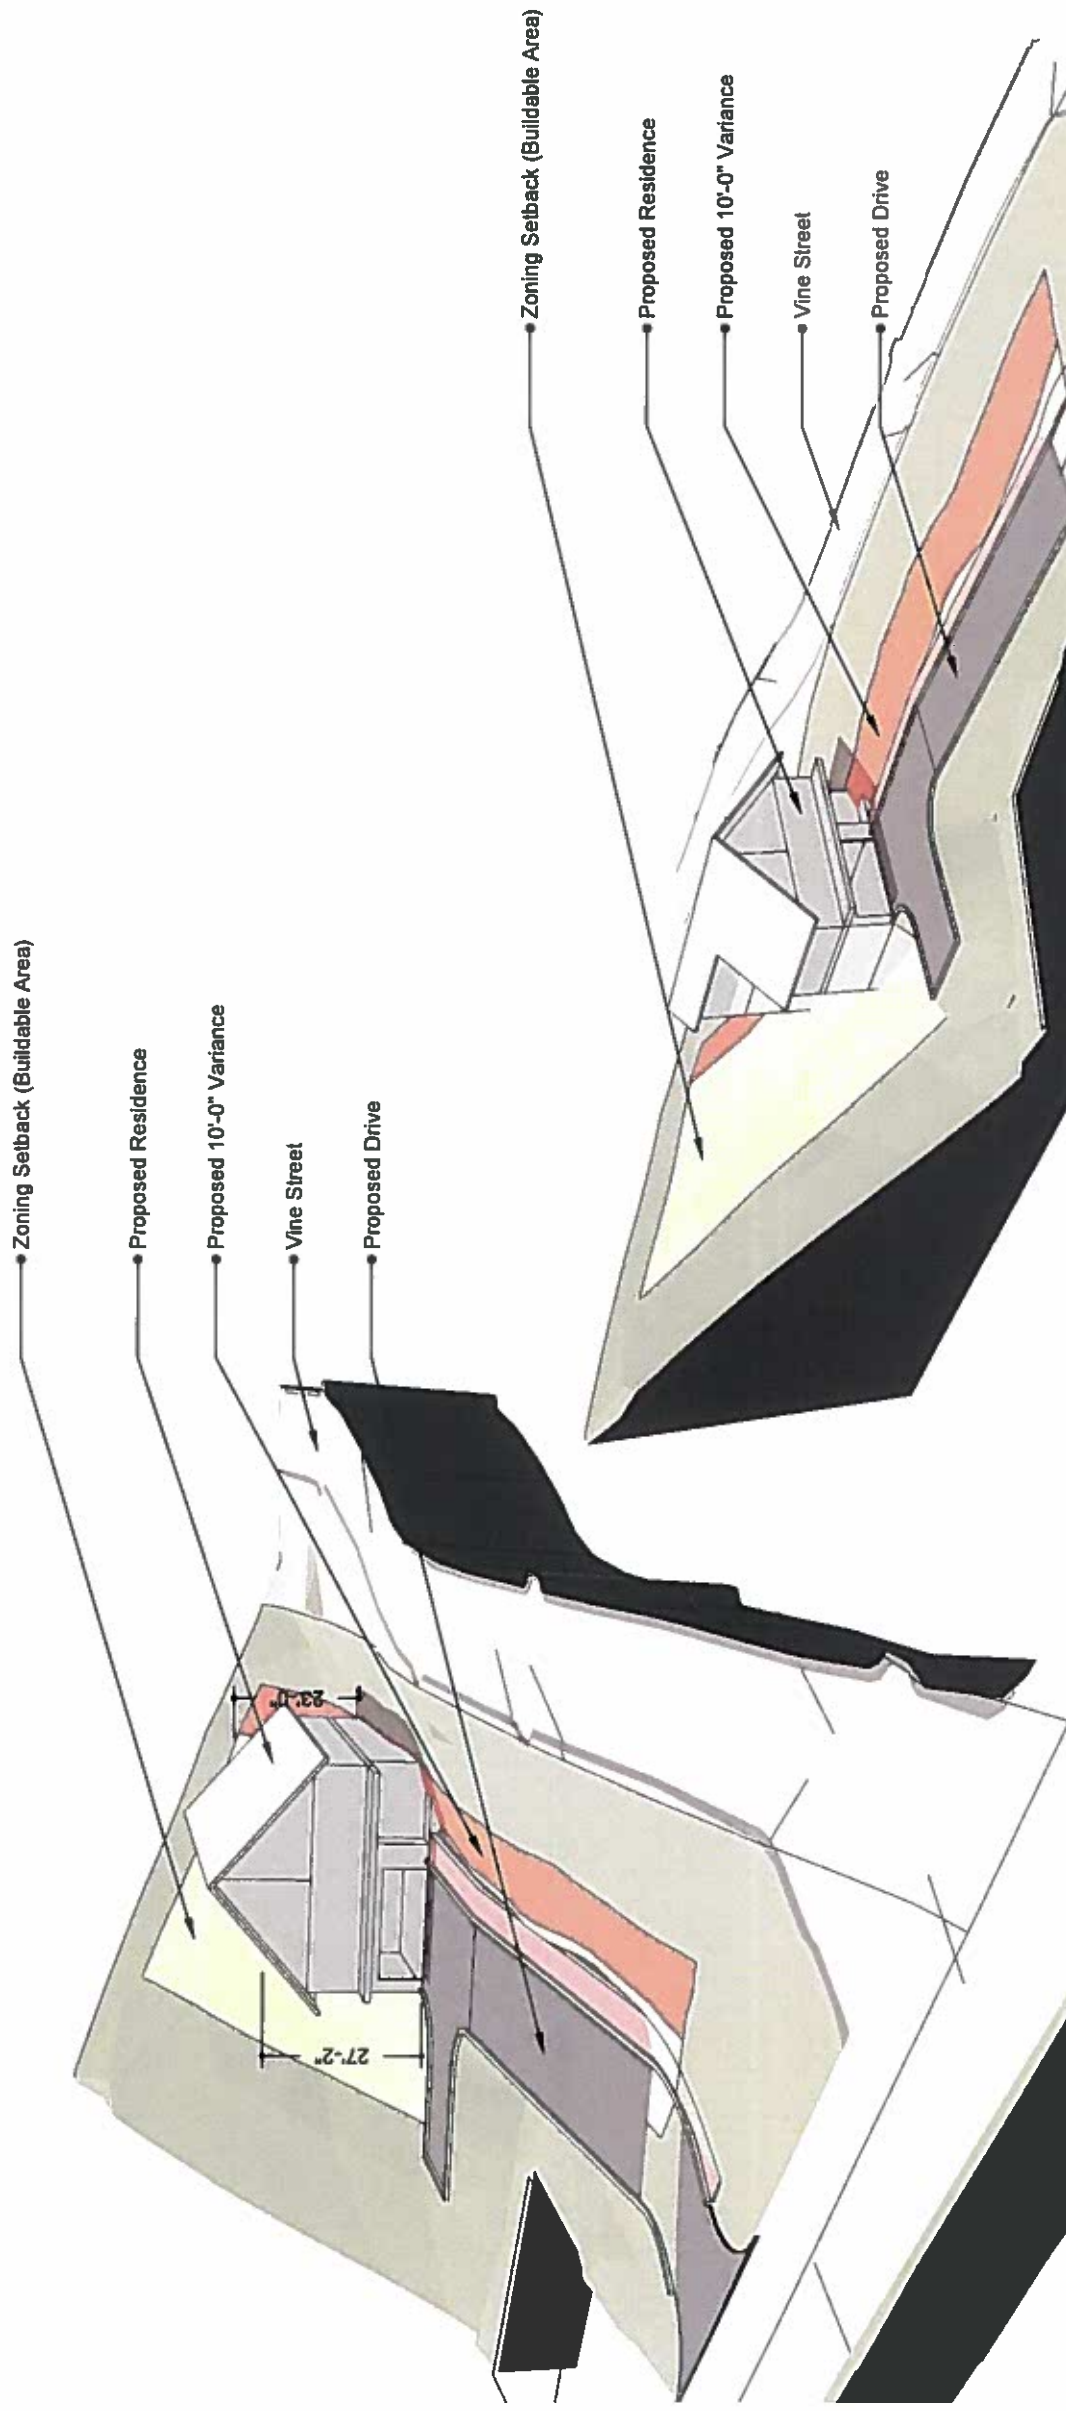 Zoning Setback (Buildable Area)
Proposed Residence
Proposed 10'-0" Variance
Vine Street
Proposed Drive
23'-0"
27'-2"
Zoning Setback (Buildable Area)
Proposed Residence
Proposed 10'-0" Variance
Vine Street
Proposed Drive